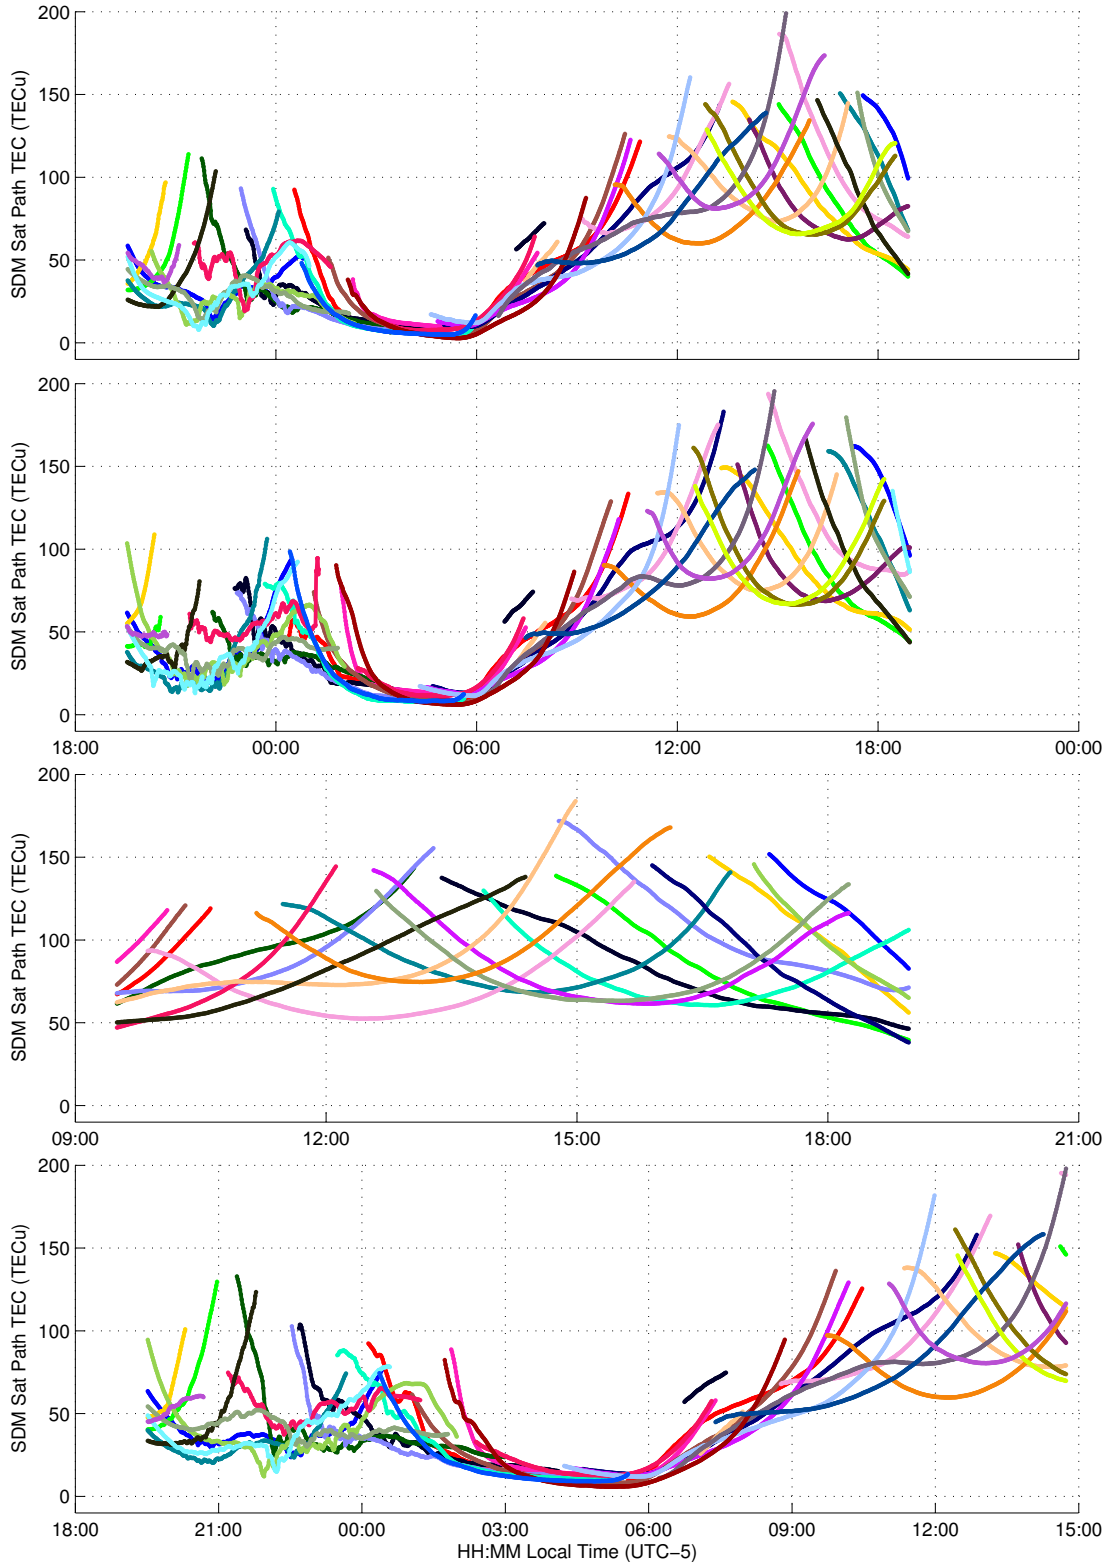 200
150
100
50
0
SDM Sat Path TEC (TECu)
200
150
100
50
0
SDM Sat Path TEC (TECu)
18:00 00:00 06:00 12:00 18:00 00:00
200
150
100
50
0
SDM Sat Path TEC (TECu)
09:00 12:00 15:00 18:00 21:00
200
150
100
50
0
SDM Sat Path TEC (TECu)
18:00 21:00 00:00 03:00 06:00 09:00 12:00 15:00
HH:MM Local Time (UTC−5)